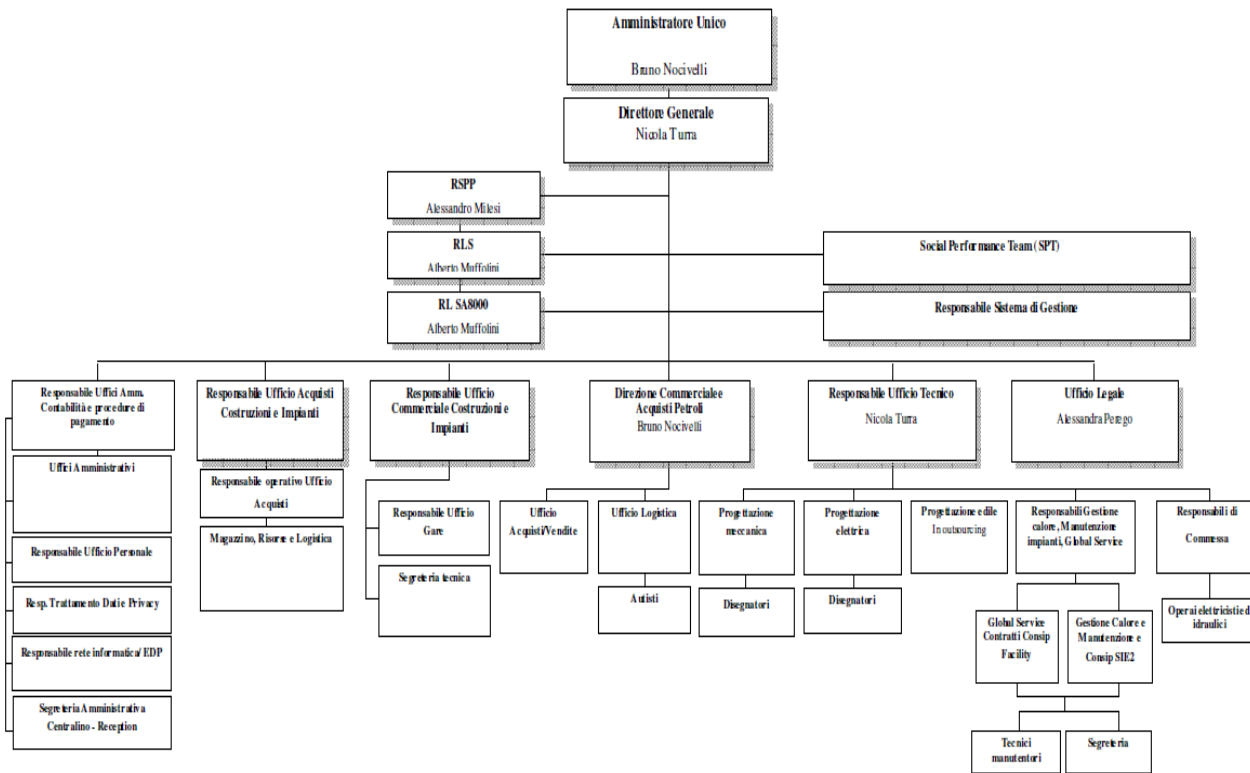 Amministratore Unico
Bruno Nocivelli
Direttore Generale
Nicola Turra
RSPP
Alessandro Milesi
RLS
Alberto Muffolini
Social Performance Team (SPT)
RL SA8000
Alberto Muffolini
Responsabile Sistema di Gestione
Responsabile Uffici Amm.
Contabilità e procedure di
pagamento
Responsabile Ufficio Acquisti
Costruzioni e Impianti
Responsabile Ufficio
Commerciale Costruzioni e
Impianti
Direzione Commerciale e
Acquisti Petroli
Bruno Nocivelli
Responsabile Ufficio Tecnico
Nicola Turra
Ufficio Legale
Alessandra Perego
Uffici Amministrativi
Responsabile Ufficio Personale
Resp. Trattamento Dati e Privacy
Responsabile rete informatica/ EDP
Segreteria Amministrativa
Centralino - Reception
Responsabile operativo Ufficio
Acquisti
Magazzino, Risorse e Logistica
Responsabile Ufficio
Gare
Segreteria tecnica
Ufficio
Acquisti/Vendite
Ufficio Logistica
Autisti
Progettazione
meccanica
Disegnatori
Progettazione
elettrica
Disegnatori
Progettazione edile
In outsourcing
Responsabili Gestione
calore, Manutenzione
impianti, Global Service
Responsabili di
Commessa
Global Service
Contratti Consip
Facility
Gestione Calore e
Manutenzione e
Consip SIE2
Operai elettricisti ed
idraulici
Tecnici
manutentori
Segreteria